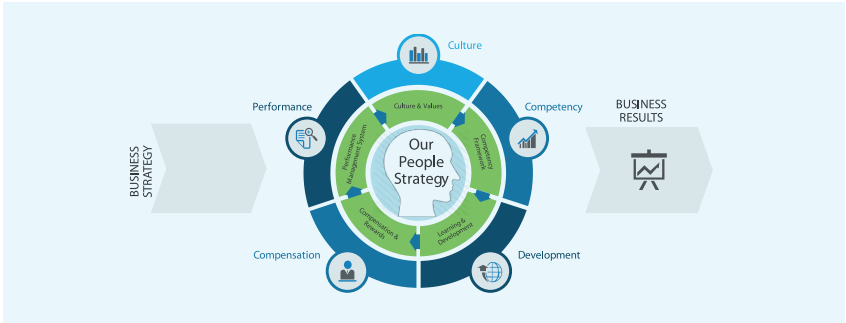 BUSINESS
STRATEGY
Culture
Performance
Competency
Compensation
Development
Culture & Values
Competency
Framework
Learning &
Development
Compensation &
Rewards
Performance
Management System
Our
People
Strategy
BUSINESS
RESULTS